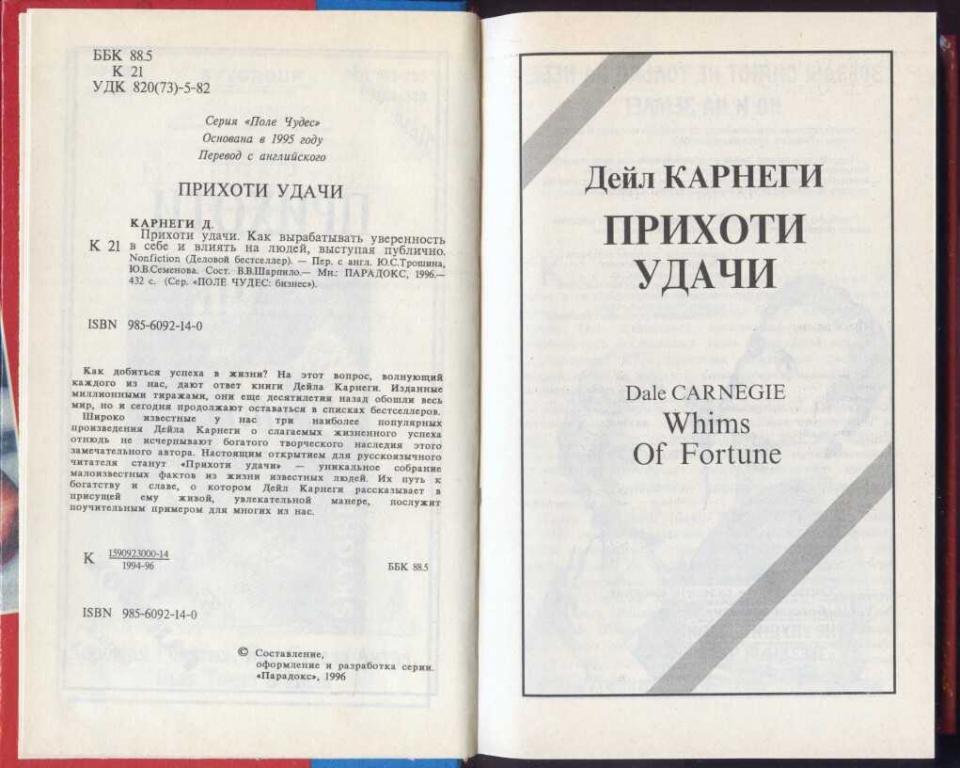 ББК 88.5
К 21
УДК 820(73)-5-82
Серия «Поле Чудес»
Основана в 1995 году
Перевод с английского
ПРИХОТИ УДАЧИ
КАРНЕГИ Д.
Прихоти удачи. Как вырабатывать уверенность
К 21 в себе и влиять на людей, выступая публично.
Nonfiction (Деловой бестселлер). — Пер. с англ. Ю.С.Трошина,
Ю.В.Семенова. Сост. В.В.Шарпило.— Мн.: ПАРАДОКС, 1996.—
432 с. (Сер. «ПОЛЕ ЧУДЕС: бизнес»).
ISBN 985-6092-14-0
Как добиться успеха в жизни? На этот вопрос, волнующий
каждого из нас, дают ответ книги Дейла Карнеги. Изданные
миллионными тиражами, они еще десятилетия назад обошли весь
мир, но и сегодня продолжают оставаться в списках бестселлеров.
Широко известные у нас три наиболее популярных
произведения Дейла Карнеги о слагаемых жизненного успеха
отнюдь не исчерпывают богатого творческого наследия этого
замечательного автора. Настоящим открытием для русскоязычного
читателя станут «Прихоти удачи» — уникальное собрание
малоизвестных фактов из жизни известных людей. Их путь к
богатству и славе, о котором Дейл Карнеги рассказывает в
присущей ему живой, увлекательной манере, послужит
поучительным примером для многих из нас.
К 1590923000-14
1994-96
ББК 88.5
ISBN 985-6092-14-0
© Составление,
оформление и разработка серии.
«Парадокс», 1996
Дейл КАРНЕГИ
ПРИХОТИ
УДАЧИ
Dale CARNEGIE
Whims
Of Fortune